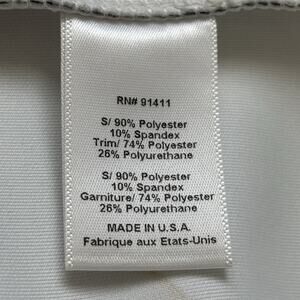 RN# 91411
S/ 90% Polyester
10% Spandex
Trim/ 74% Polyester
26% Polyurethane
S/ 90% Polyester
10% Spandex
Garniture/ 74% Polyester
26% Polyurethane
MADE IN U.S.A.
Fabrique aux Etats-Unis